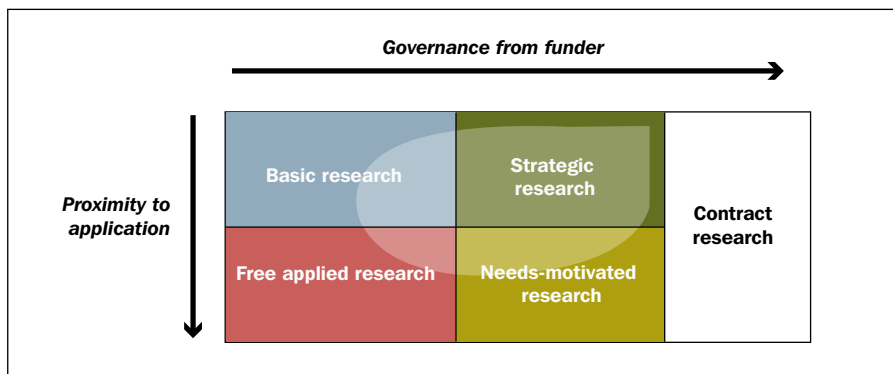 Governance from funder
Proximity to
application
Basic research
Strategic
research
Contract
research
Free applied research
Needs-motivated
research